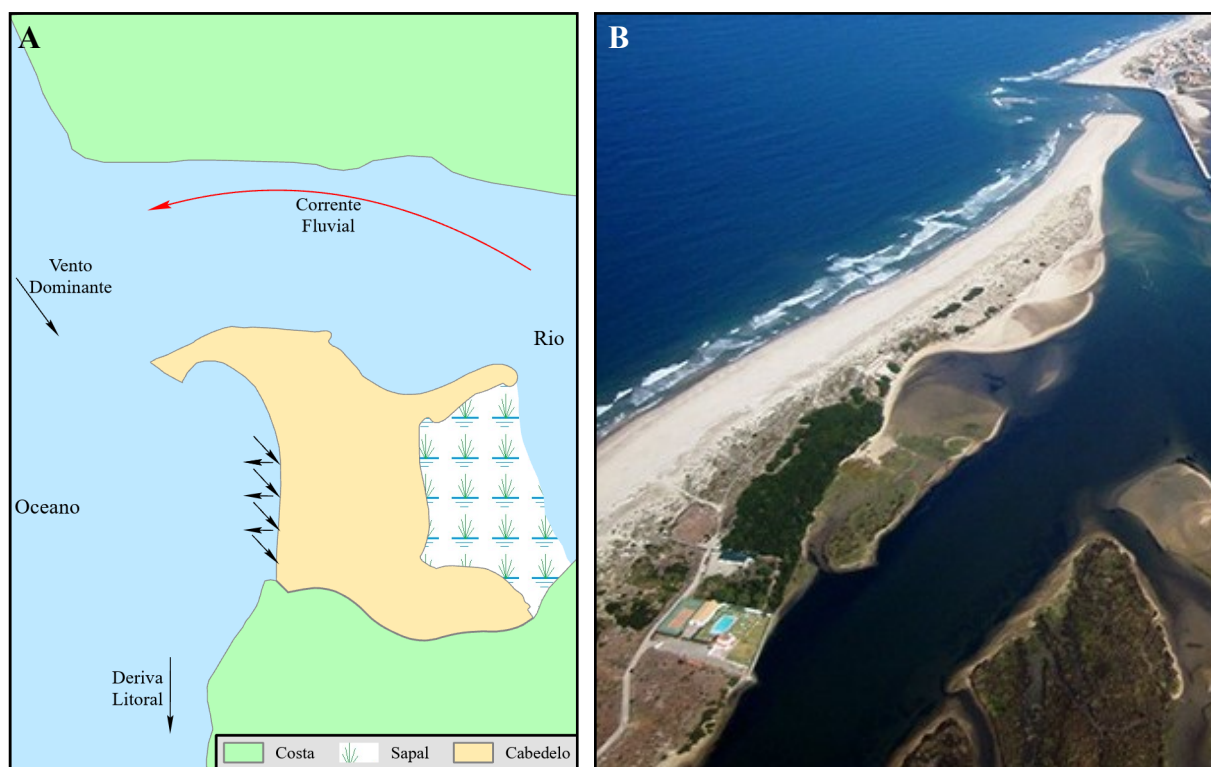 A
B
Corrente
Fluvial
Vento
Dominante
Rio
Oceano
Deriva
Litoral
Costa
Sapal
Cabedelo